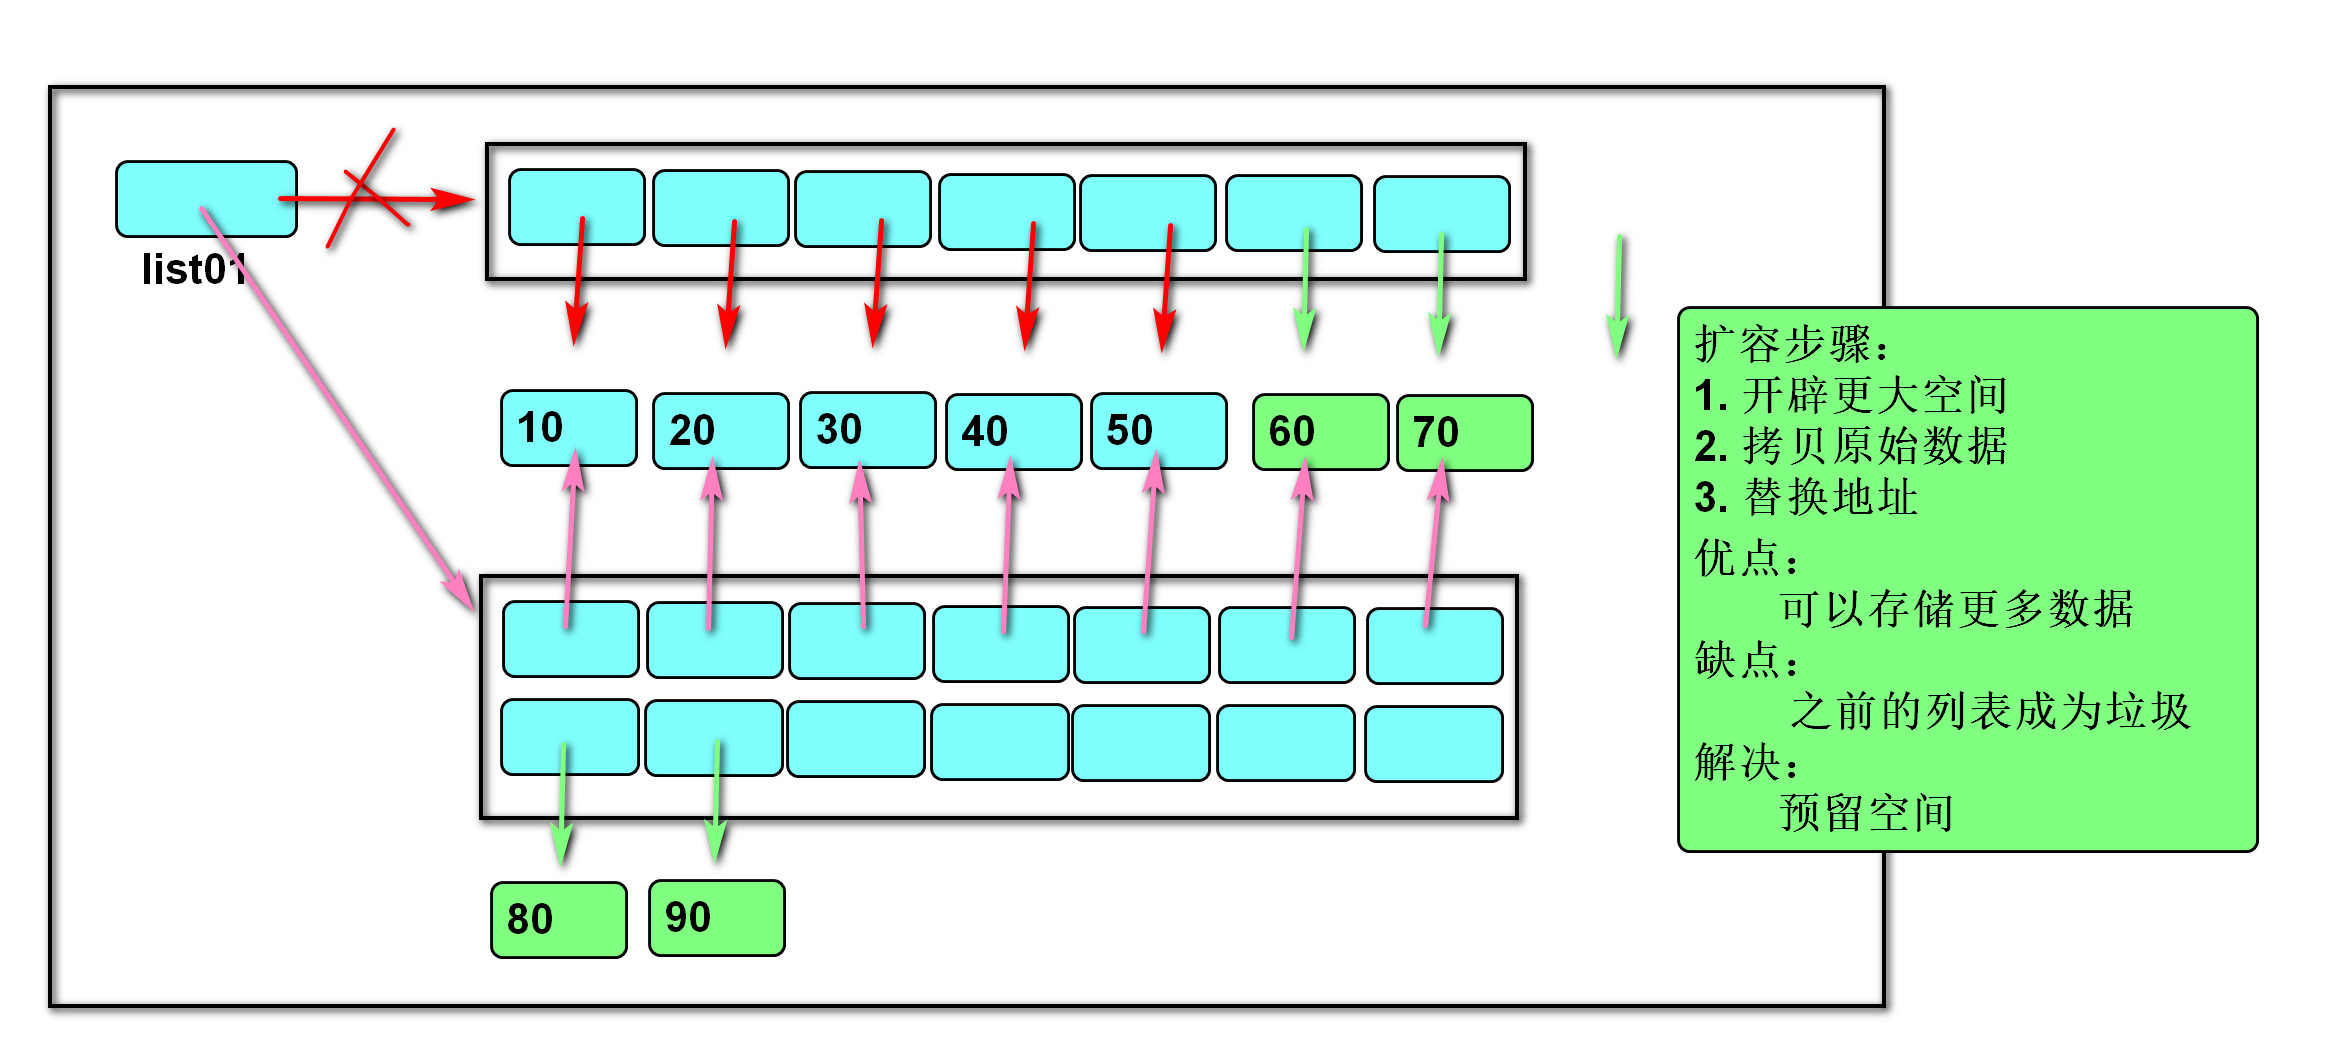 list01
10 20 30 40 50 60 70
80 90
扩容步骤：
1. 开辟更大空间
2. 拷贝原始数据
3. 替换地址
优点：
可以存储更多数据
缺点：
之前的列表成为垃圾
解决：
预留空间